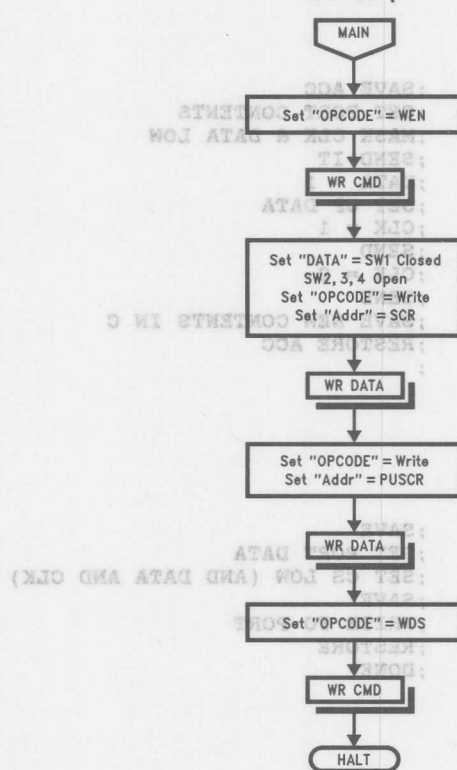 MAIN
Set "OPCODE" = WEN
WR CMD
Set "DATA" = SW1 Closed
SW2, 3, 4 Open
Set "OPCODE" = Write
Set "Addr" = SCR
WR DATA
Set "OPCODE" = Write
Set "Addr" = PUSCR
WR DATA
Set "OPCODE" = WDS
WR CMD
HALT